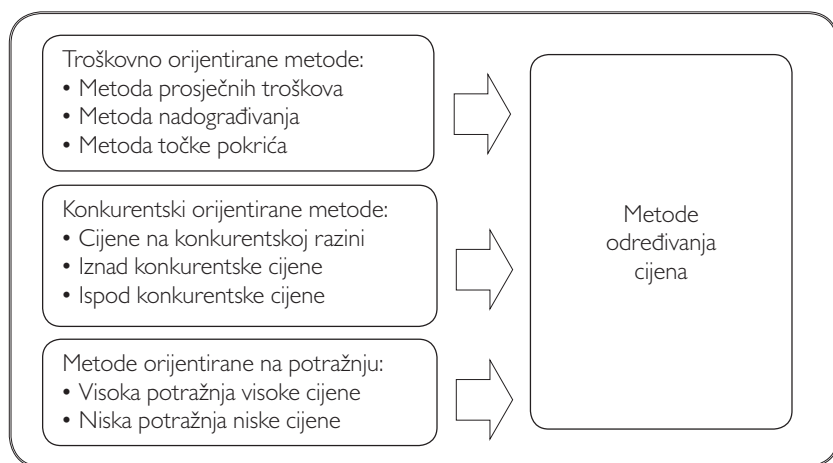 Troškovno orijentirane metode:
• Metoda prosječnih troškova
• Metoda nadograđivanja
• Metoda točke pokrića
Konkurentski orijentirane metode:
• Cijene na konkurentskoj razini
• Iznad konkurentske cijene
• Ispod konkurentske cijene
Metode orijentirane na potražnju:
• Visoka potražnja visoke cijene
• Niska potražnja niske cijene
Metode
određivanja
cijena